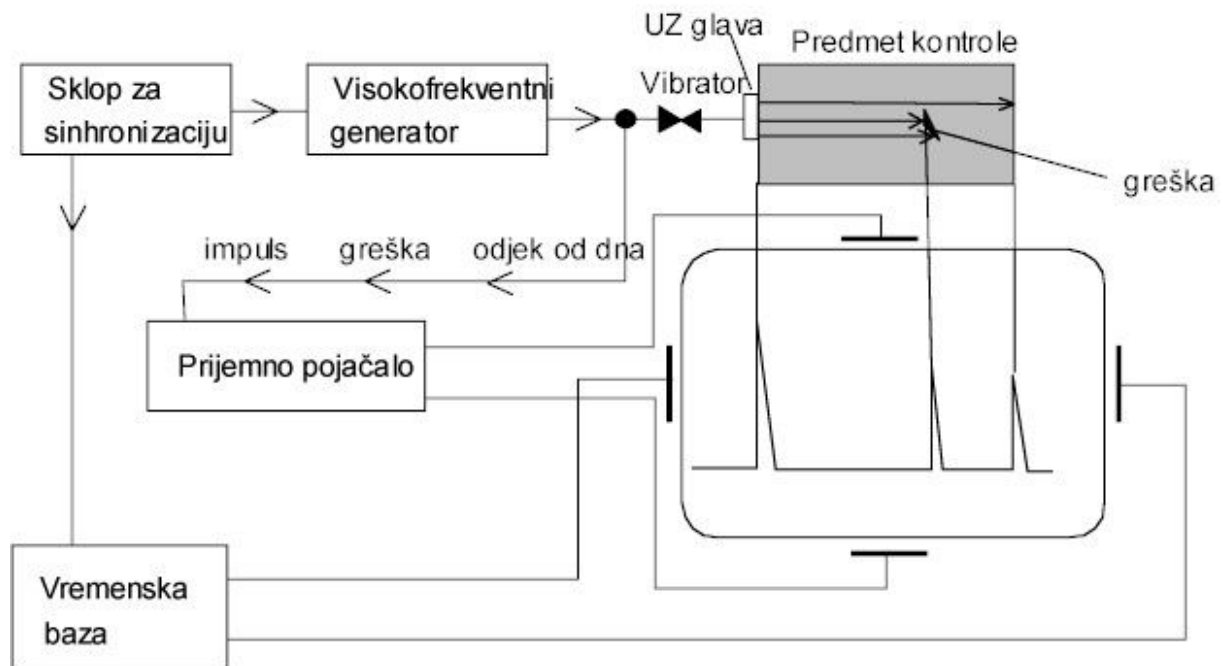 UZ glava
Predmet kontrole
Sklop za
sinhronizaciju
Visokofrekventni
generator
Vibrator
greška
impuls
greška
odjek od dna
Prijemno pojačalo
Vremenska
baza